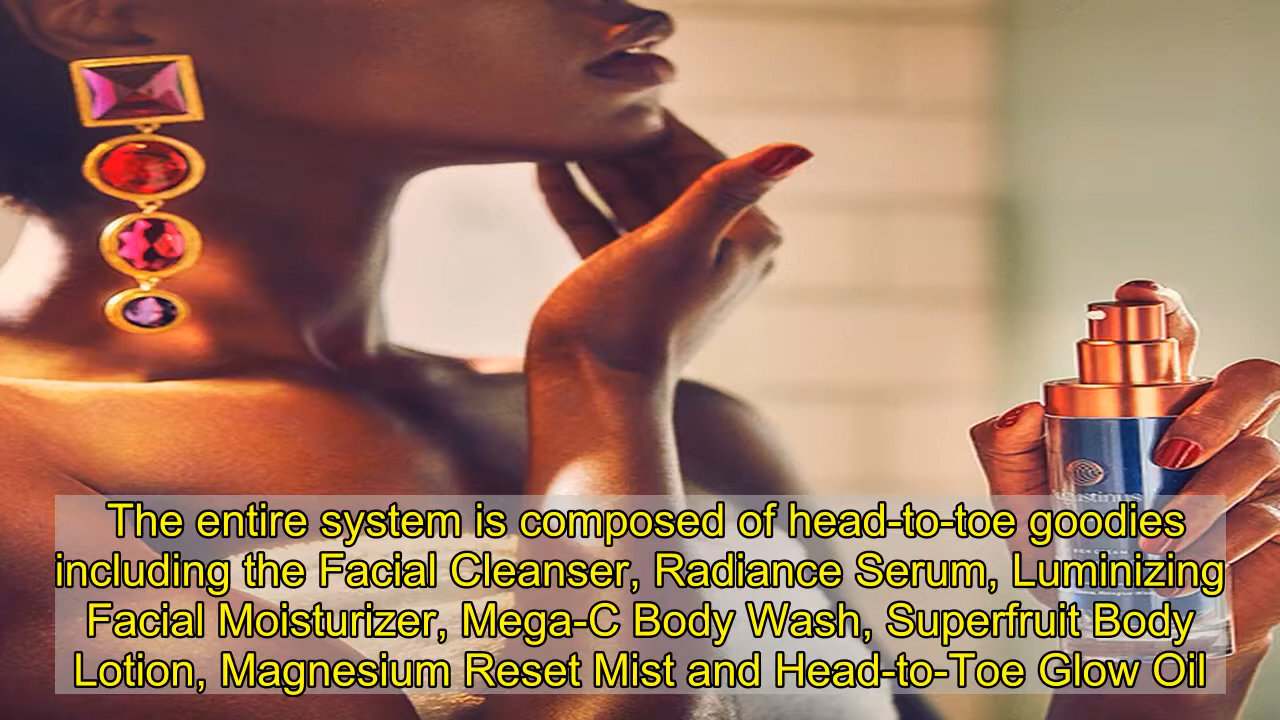 The entire system is composed of head-to-toe goodies
including the Facial Cleanser, Radiance Serum, Luminizing
Facial Moisturizer, Mega-C Body Wash, Superfruit Body
Lotion, Magnesium Reset Mist and Head-to-Toe Glow Oil